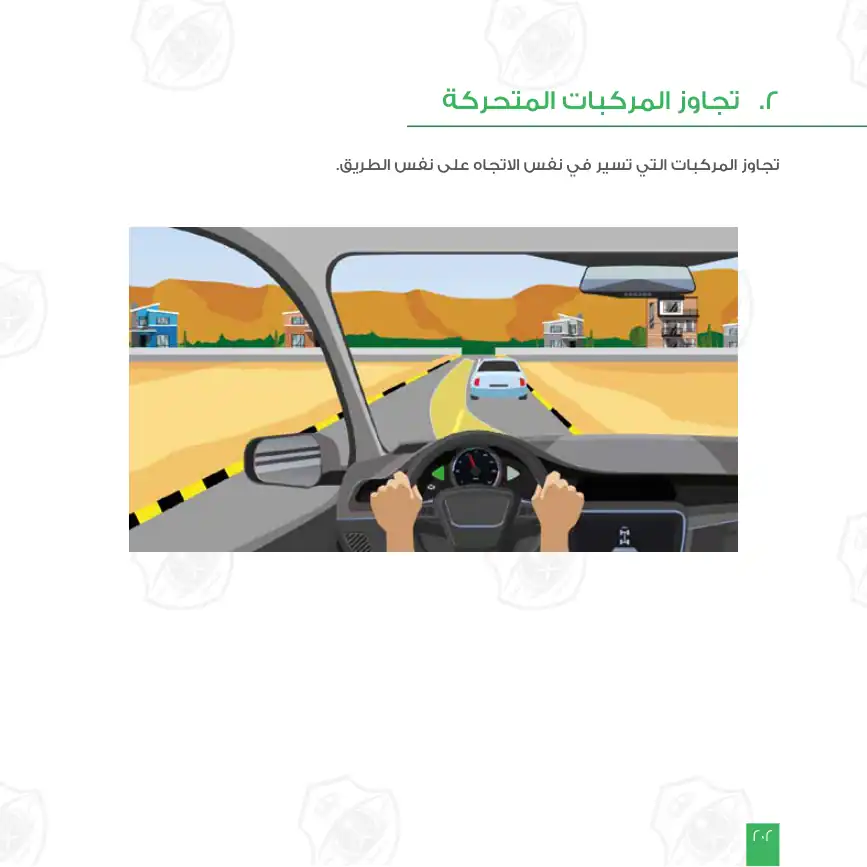 ٢. تجاوز المركبات المتحركة
تجاوز المركبات التي تسير في نفس الاتجاه على نفس الطريق.
٢٠٢